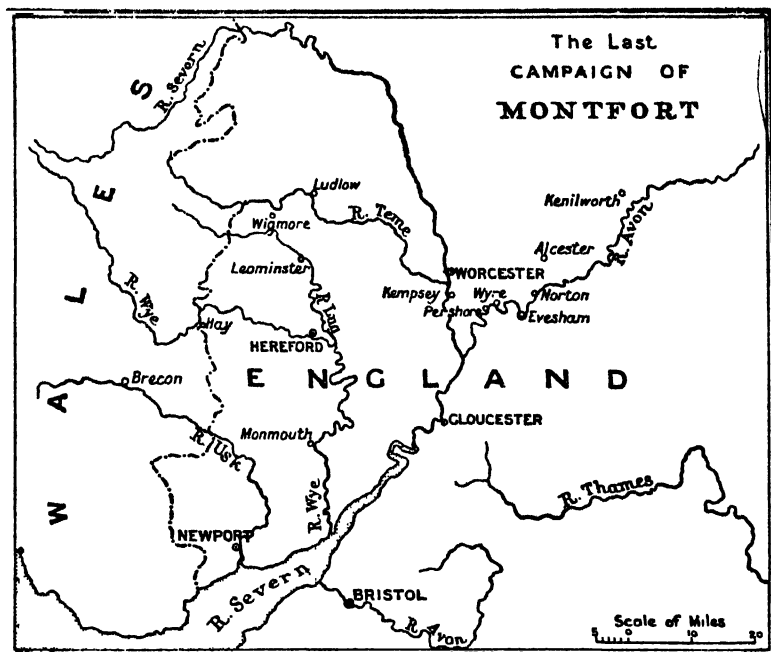 The Last
CAMPAIGN OF
MONTFORT
R. Severn
WALES
Ludlow
Kenilworth
R. Teme
Wigmore
R. Avon
Alcester
Leominster
WORCESTER
R. Wye
Kempsey
Wyre
Norton
R Lug
Pershore
Evesham
Hay
HEREFORD
Brecon
ENGLAND
GLOUCESTER
Monmouth
R. Usk
R. Wye
R. Thames
NEWPORT
R. Severn
BRISTOL
R. Avon
Scale of Miles
5 0 10 20